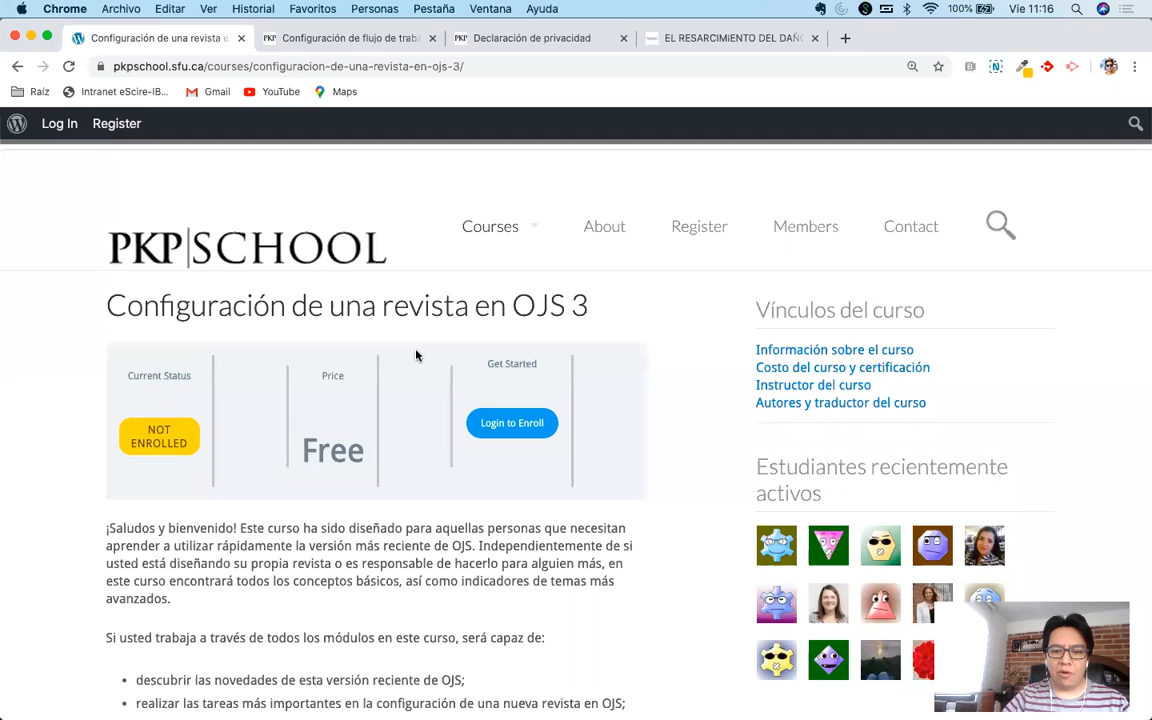 Chrome Archivo Editar Ver Historial Favoritos Personas Pestaña Ventana Ayuda 100% Vie 11:16
Configuración de una revista e
PKP Configuración de flujo de trab
PKP Declaración de privacidad
EL RESARCIMIENTO DEL DAÑO
pkpschool.sfu.ca/courses/configuracion-de-una-revista-en-ojs-3/
Raíz Intranet eScire-IB... Gmail YouTube Maps
Log In Register
PKP|SCHOOL
Courses About Register Members Contact
Configuración de una revista en OJS 3
Current Status
NOT
ENROLLED
Price
Free
Get Started
Login to Enroll
¡Saludos y bienvenido! Este curso ha sido diseñado para aquellas personas que necesitan
aprender a utilizar rápidamente la versión más reciente de OJS. Independientemente de si
usted está diseñando su propia revista o es responsable de hacerlo para alguien más, en
este curso encontrará todos los conceptos básicos, así como indicadores de temas más
avanzados.
Si usted trabaja a través de todos los módulos en este curso, será capaz de:
• descubrir las novedades de esta versión reciente de OJS;
• realizar las tareas más importantes en la configuración de una nueva revista en OJS;
Vínculos del curso
Información sobre el curso
Costo del curso y certificación
Instructor del curso
Autores y traductor del curso
Estudiantes recientemente
activos